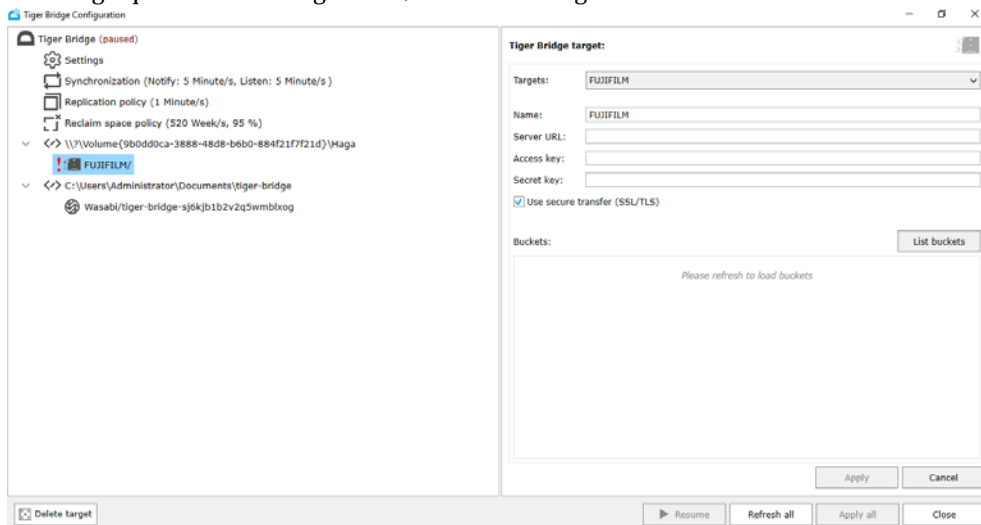 Tiger Bridge Configuration
Tiger Bridge (paused)
Settings
Synchronization (Notify: 5 Minute/s, Listen: 5 Minute/s )
Replication policy (1 Minute/s)
Reclaim space policy (520 Week/s, 95 %)
\\?\Volume{9b0dd0ca-3888-48d8-b6b0-884f21f7f21d}\Haga
FUJIFILM/
C:\Users\Administrator\Documents\tiger-bridge
Wasabi/tiger-bridge-sj6kjb1b2v2q5wmblxog
Tiger Bridge target:
Targets: FUJIFILM
Name: FUJIFILM
Server URL:
Access key:
Secret key:
Use secure transfer (SSL/TLS)
Buckets: List buckets
Please refresh to load buckets
Apply Cancel
Delete target Resume Refresh all Apply all Close